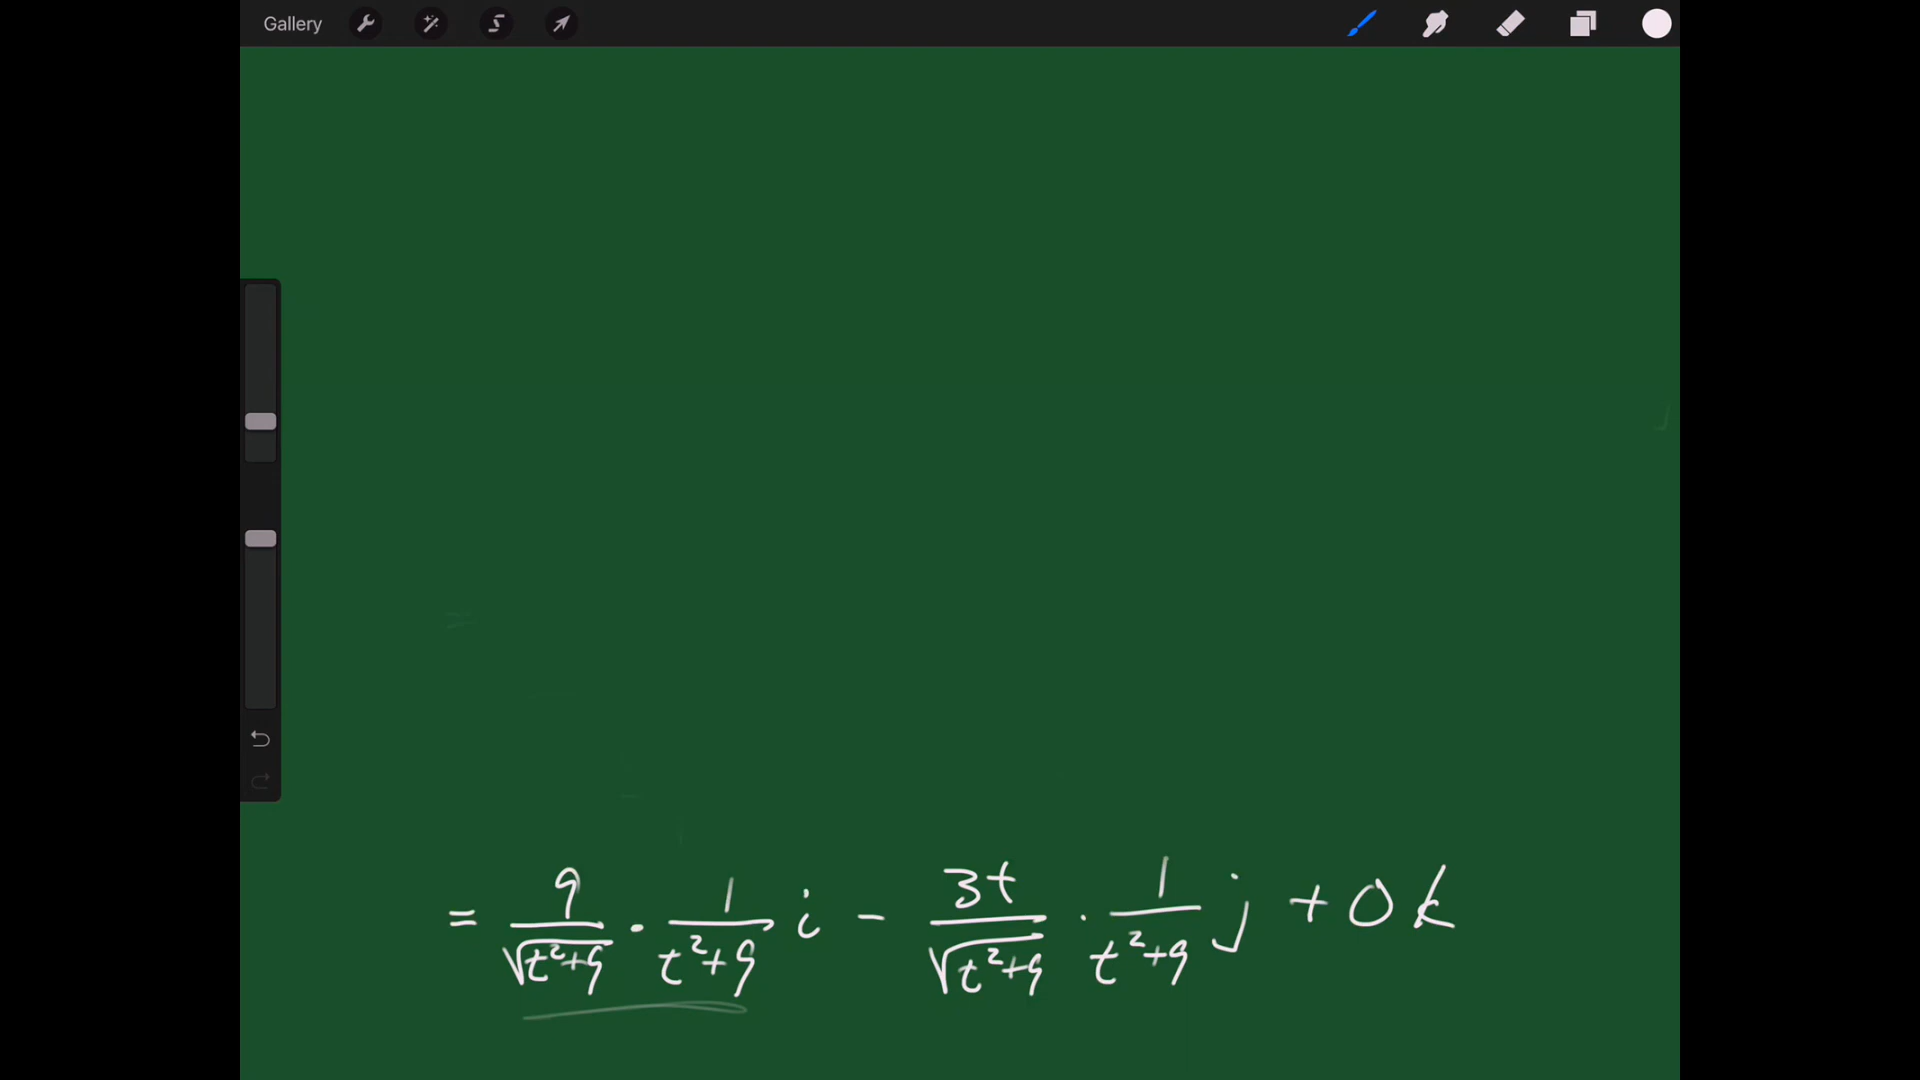 Gallery
= 9/√(t²+9) · 1/(t²+9) i − 3t/√(t²+9) · 1/(t²+9) j + 0 k